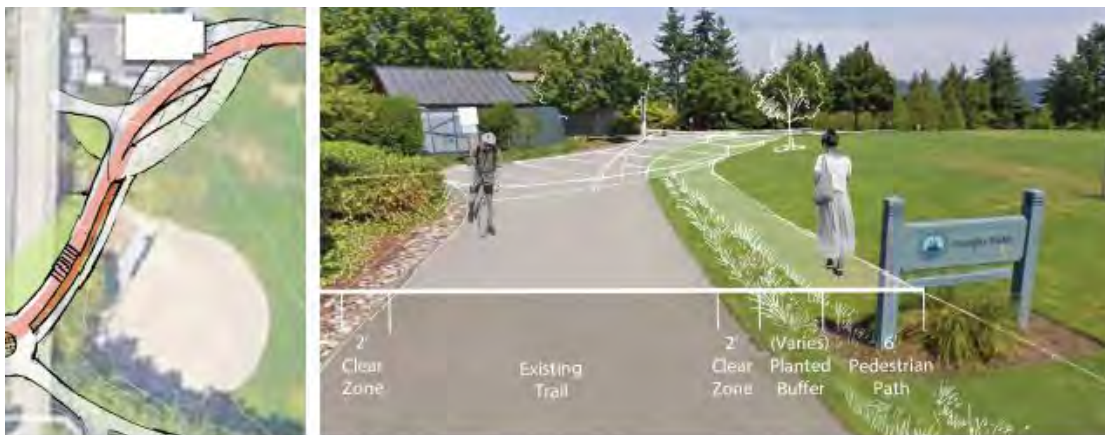 2'
Clear
Zone
Existing
Trail
2'
Clear
Zone
(Varies)
Planted
Buffer
6'
Pedestrian
Path